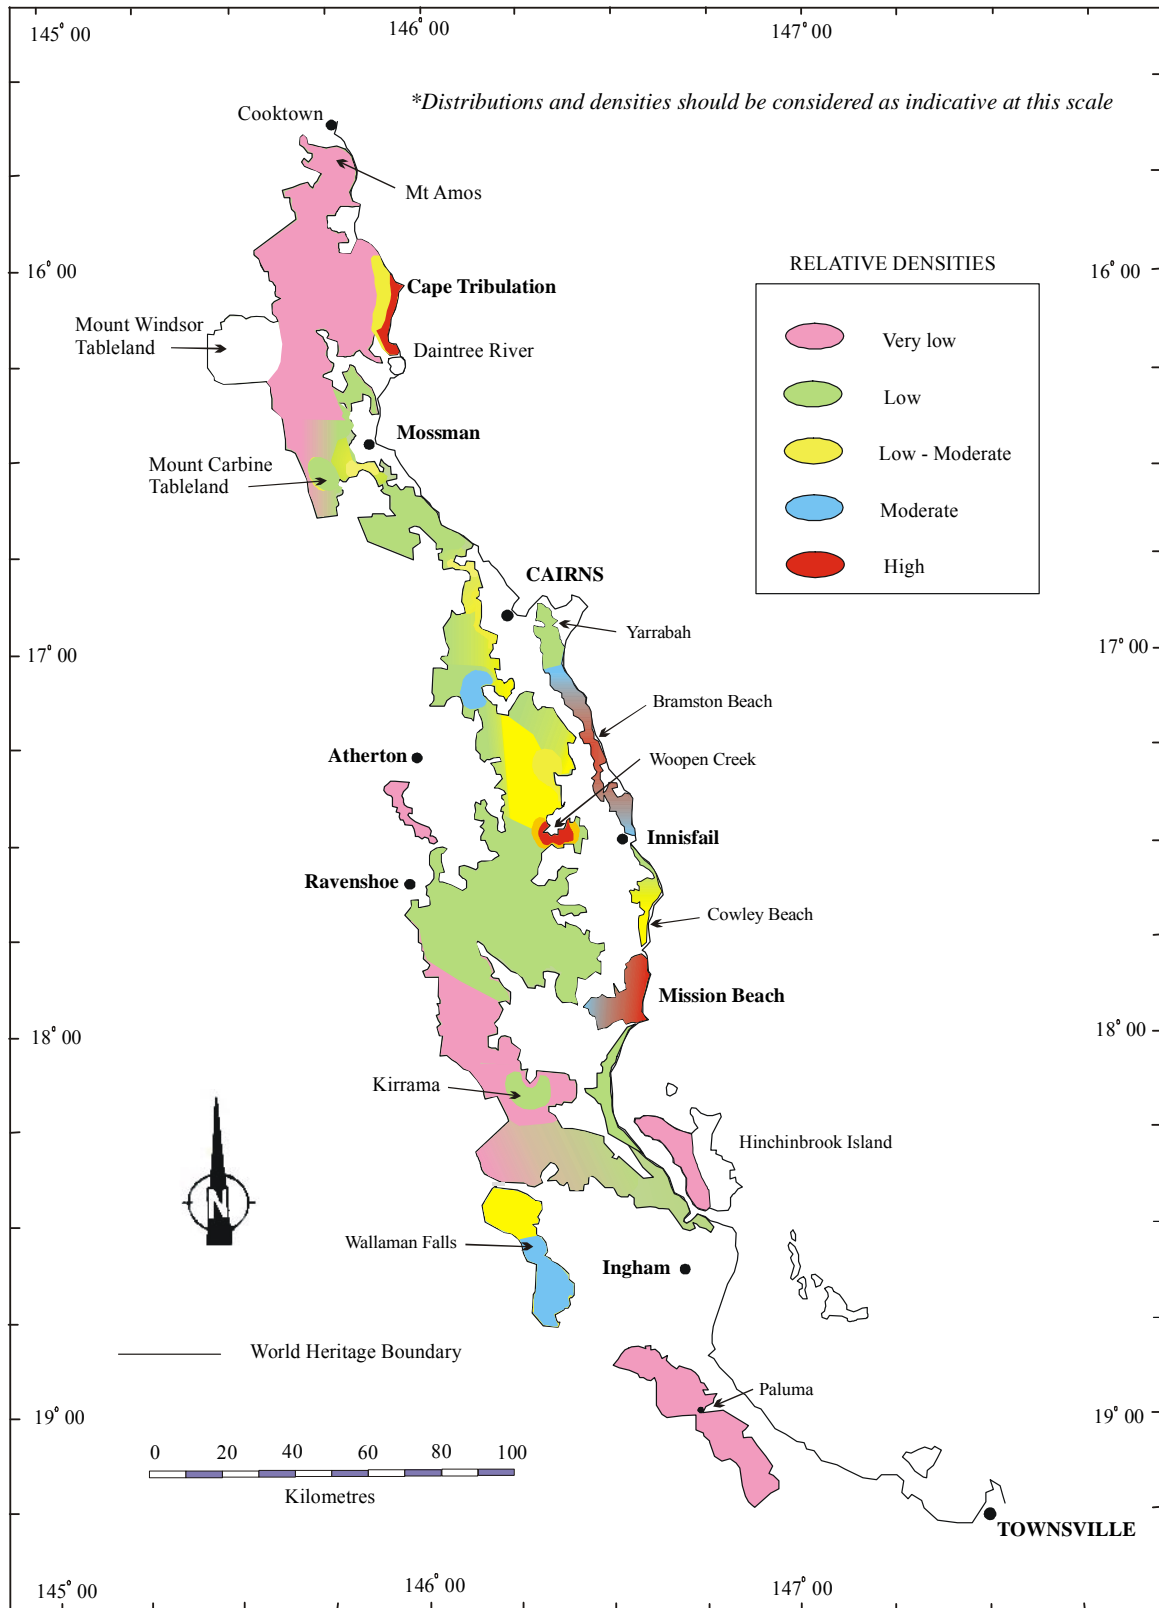 145° 00
146° 00
147° 00
*Distributions and densities should be considered as indicative at this scale
Cooktown
Mt Amos
16° 00
16° 00
RELATIVE DENSITIES
Cape Tribulation
Mount Windsor
Tableland
Daintree River
Very low
Low
Mossman
Low - Moderate
Mount Carbine
Tableland
Moderate
High
CAIRNS
Yarrabah
17° 00
17° 00
Bramston Beach
Atherton
Woopen Creek
Innisfail
Ravenshoe
Cowley Beach
Mission Beach
18° 00
18° 00
Kirrama
Hinchinbrook Island
N
Wallaman Falls
Ingham
World Heritage Boundary
Paluma
19° 00
19° 00
0 20 40 60 80 100
Kilometres
TOWNSVILLE
145° 00
146° 00
147° 00